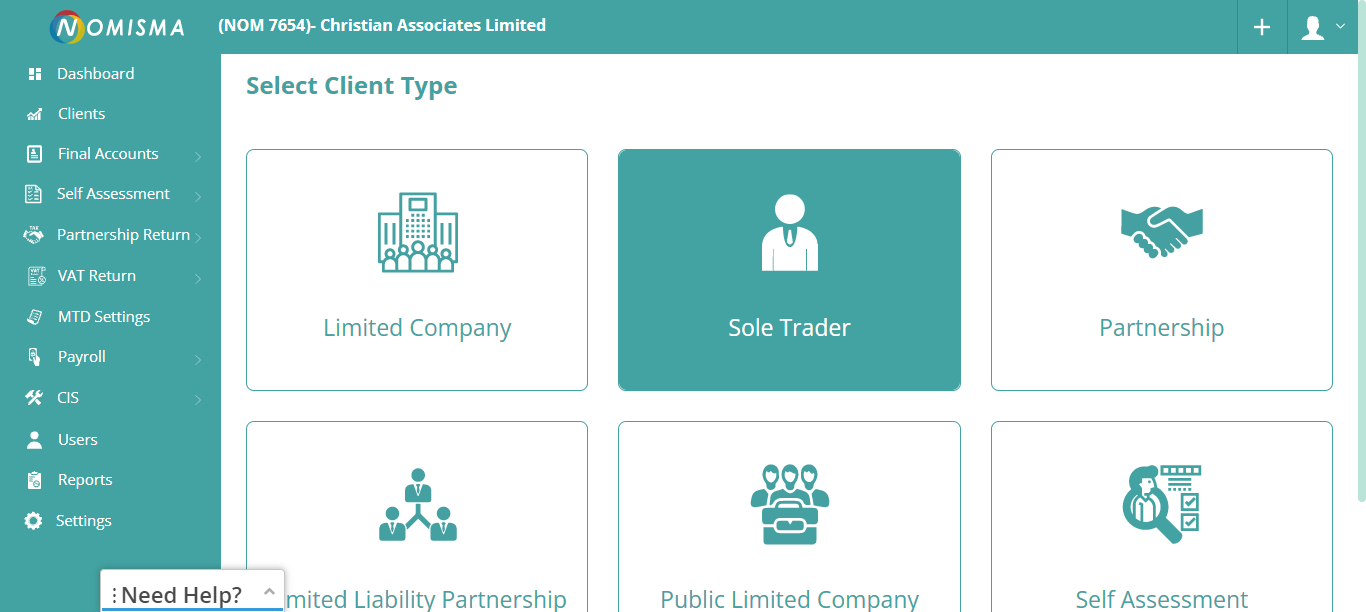 NOMISMA
(NOM 7654)- Christian Associates Limited
Dashboard
Clients
Final Accounts
Self Assessment
Partnership Return
VAT Return
MTD Settings
Payroll
CIS
Users
Reports
Settings
Need Help?
Select Client Type
Limited Company
Sole Trader
Partnership
mited Liability Partnership
Public Limited Company
Self Assessment